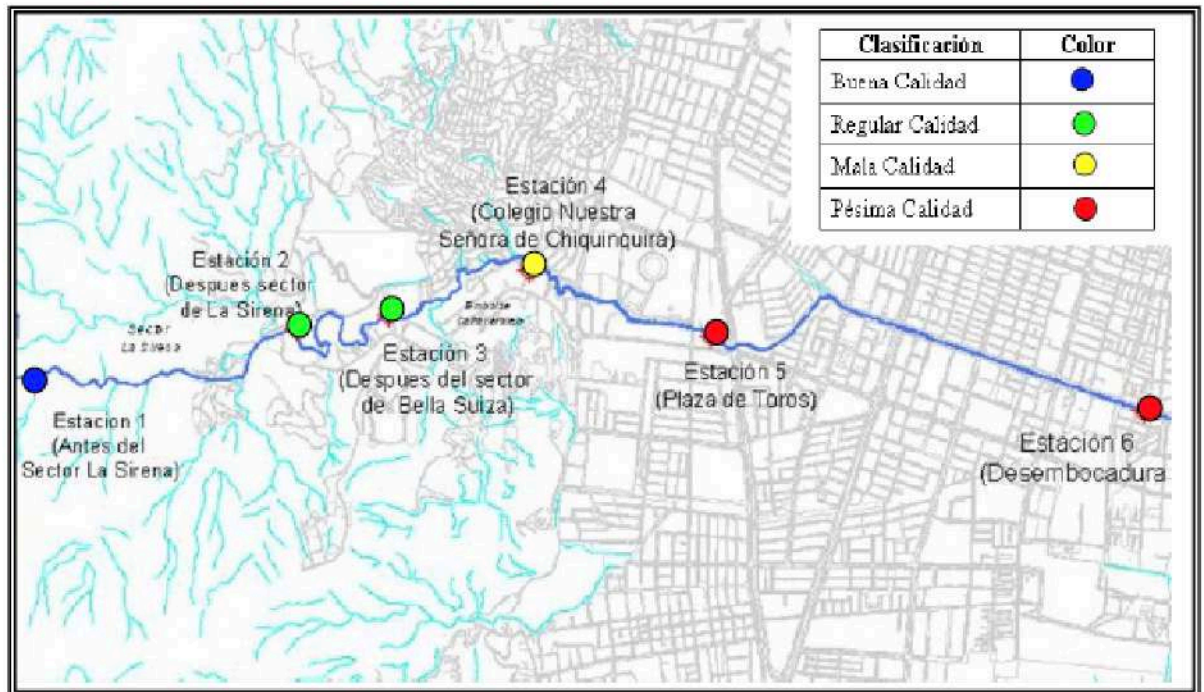 Clasificación Color
Buena Calidad
Regular Calidad
Mala Calidad
Pésima Calidad
Estación 4
(Colegio Nuestra
Señora de Chiquinquirá)
Estación 2
(Despues sector
de La Sirena)
Sector
La Sirena
Estación 3
(Despues del sector
de Bella Suiza)
Estación 5
(Plaza de Toros)
Estacion 1
(Antes del
Sector La Sirena)
Estación 6
(Desembocadura